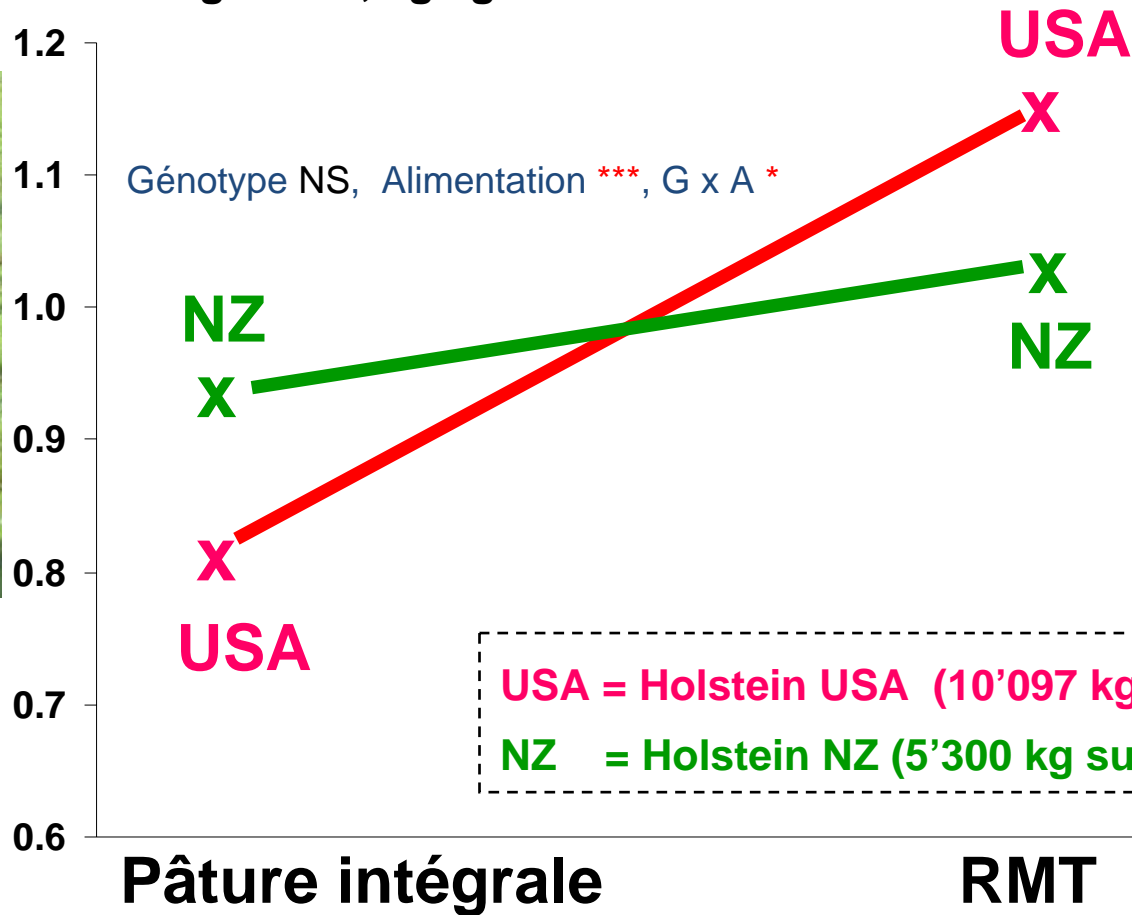 1.2
USA
x
1.1
Génotype NS, Alimentation ***, G x A *
1.0
NZ
x
NZ
0.9
x
0.8
x
USA
0.7
USA = Holstein USA (10’097 kg
NZ = Holstein NZ (5’300 kg su
0.6
Pâture intégrale
RMT